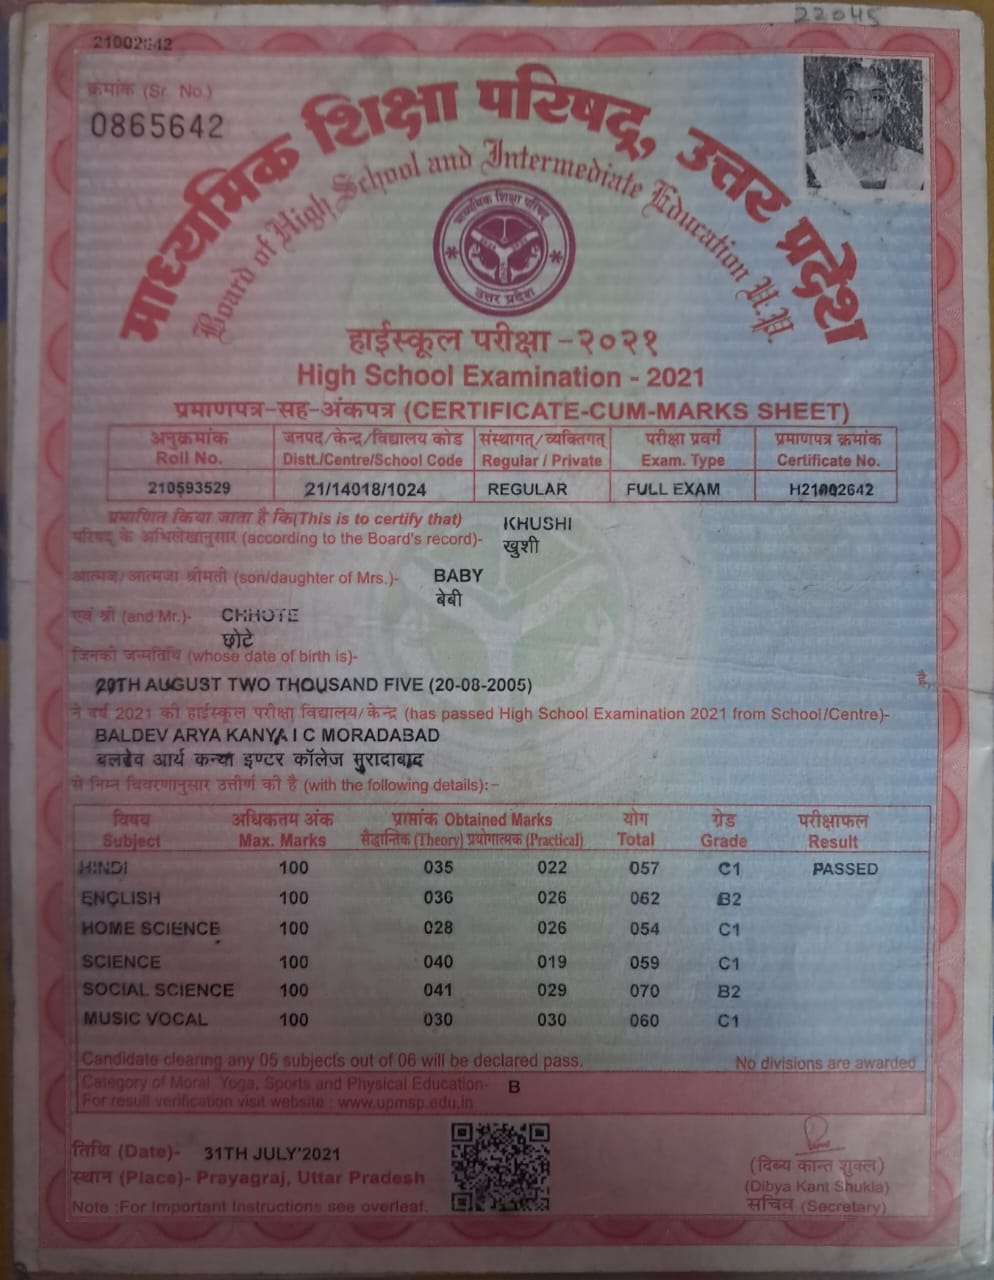 22045
21002642
क्रमांक (Sr. No.)
0865642
माध्यमिक शिक्षा परिषद्, उत्तर प्रदेश
Board of High School and Intermediate Education U.P.
माध्यमिक शिक्षा परिषद्
उत्तर प्रदेश
हाईस्कूल परीक्षा -२०२१
High School Examination - 2021
प्रमाणपत्र-सह-अंकपत्र (CERTIFICATE-CUM-MARKS SHEET)
अनुक्रमांक जनपद/केन्द्र/विद्यालय कोड संस्थागत्/व्यक्तिगत् परीक्षा प्रवर्ग प्रमाणपत्र क्रमांक
Roll No. Distt./Centre/School Code Regular / Private Exam. Type Certificate No.
210593529 21/14018/1024 REGULAR FULL EXAM H21002642
प्रमाणित किया जाता है कि(This is to certify that) KHUSHI
परिषद् के अभिलेखानुसार (according to the Board's record)- खुशी
आत्मज/आत्मजा श्रीमती (son/daughter of Mrs.)- BABY
बेबी
एवं श्री (and Mr.)- CHHOTE
छोटे
जिनकी जन्मतिथि (whose date of birth is)-
20TH AUGUST TWO THOUSAND FIVE (20-08-2005) है,
ने वर्ष 2021 की हाईस्कूल परीक्षा विद्यालय/केन्द्र (has passed High School Examination 2021 from School/Centre)-
BALDEV ARYA KANYA I C MORADABAD
बलदेव आर्य कन्या इण्टर कॉलेज मुरादाबाद
से निम्न विवरणानुसार उत्तीर्ण की है (with the following details):-
विषय अधिकतम अंक प्राप्तांक Obtained Marks योग ग्रेड परीक्षाफल
Subject Max. Marks सैद्धान्तिक (Theory) प्रयोगात्मक (Practical) Total Grade Result
HINDI 100 035 022 057 C1 PASSED
ENGLISH 100 036 026 062 B2
HOME SCIENCE 100 028 026 054 C1
SCIENCE 100 040 019 059 C1
SOCIAL SCIENCE 100 041 029 070 B2
MUSIC VOCAL 100 030 030 060 C1
Candidate clearing any 05 subjects out of 06 will be declared pass. No divisions are awarded
Category of Moral, Yoga, Sports and Physical Education- B
For result verification visit website : www.upmsp.edu.in
तिथि (Date)- 31TH JULY'2021
स्थान (Place)- Prayagraj, Uttar Pradesh
Note :For Important Instructions see overleaf.
(दिब्य कान्त शुक्ल)
(Dibya Kant Shukla)
सचिव (Secretary)